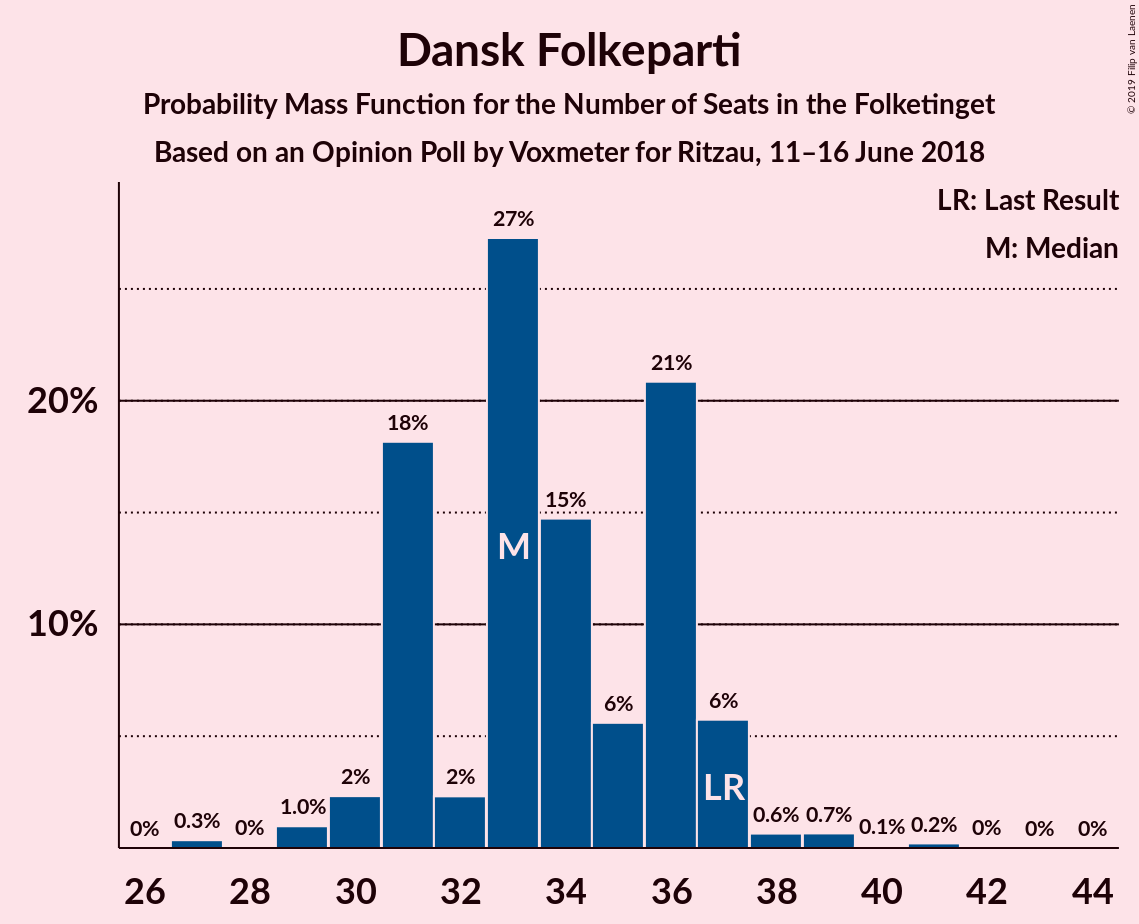 Dansk Folkeparti
Probability Mass Function for the Number of Seats in the Folketinget
Based on an Opinion Poll by Voxmeter for Ritzau, 11–16 June 2018
© 2019 Filip van Laenen
LR: Last Result
M: Median
20%
10%
0%
0.3%
0%
1.0%
2%
18%
2%
27%
15%
6%
21%
6%
0.6%
0.7%
0.1%
0.2%
0%
0%
0%
M
LR
26 28 30 32 34 36 38 40 42 44